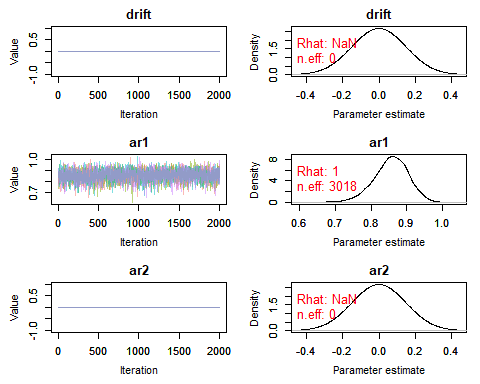 drift
Value
-1.0 0.5
0 500 1000 1500 2000
Iteration
drift
Density
0.0 1.5
Rhat: NaN
n.eff: 0
-0.4 -0.2 0.0 0.2 0.4
Parameter estimate
ar1
Value
0.7 1.0
0 500 1000 1500 2000
Iteration
ar1
Density
0 4 8
Rhat: 1
n.eff: 3018
0.6 0.7 0.8 0.9 1.0
Parameter estimate
ar2
Value
-1.0 0.5
0 500 1000 1500 2000
Iteration
ar2
Density
0.0 1.5
Rhat: NaN
n.eff: 0
-0.4 -0.2 0.0 0.2 0.4
Parameter estimate